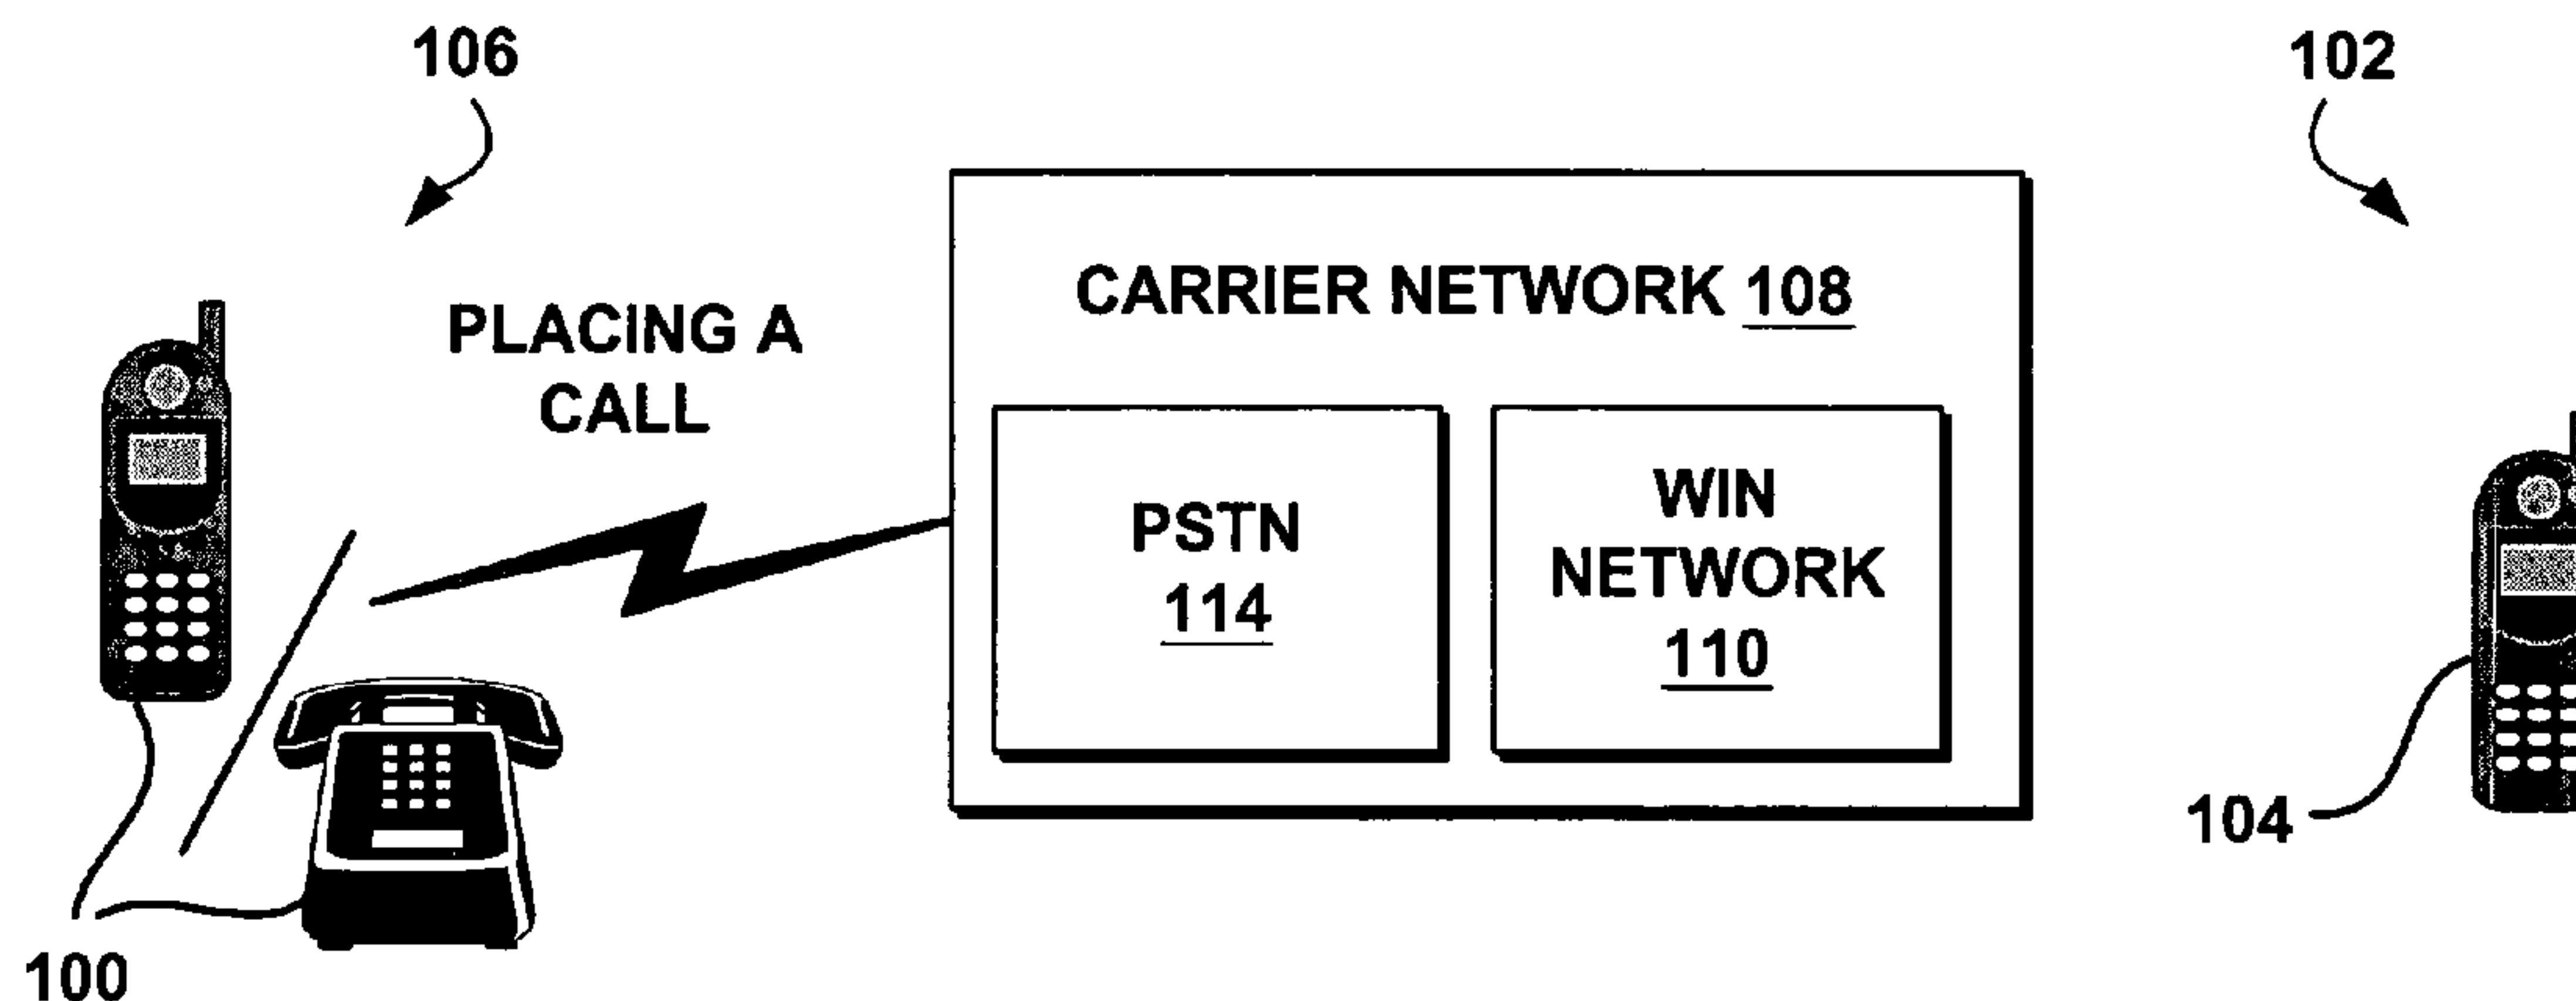 106
102
PLACING A
CALL
CARRIER NETWORK 108
PSTN
114
WIN
NETWORK
110
104
100